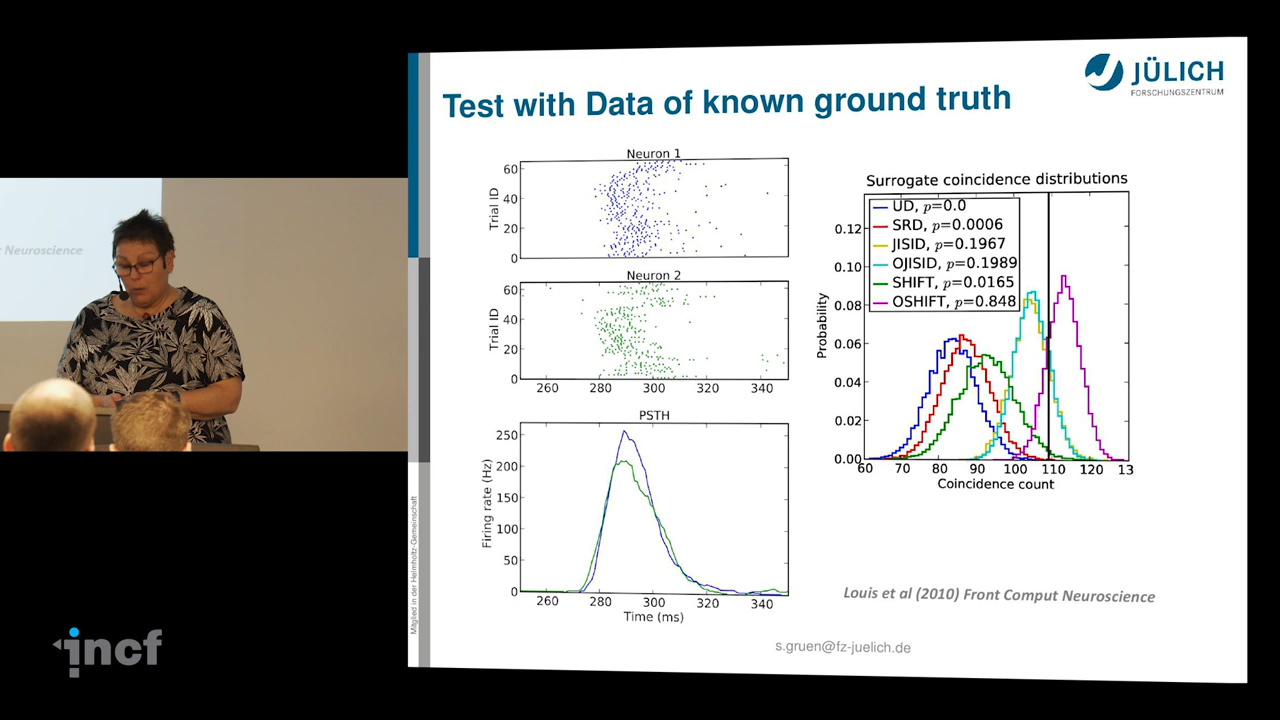 t Neuroscience
incf
Mitglied in der Helmholtz-Gemeinschaft
JÜLICH
FORSCHUNGSZENTRUM
Test with Data of known ground truth
Neuron 1
Trial ID
60
40
20
0
Neuron 2
Trial ID
60
40
20
0
260 280 300 320 340
PSTH
Firing rate (Hz)
250
200
150
100
50
0
260 280 300 320 340
Time (ms)
Surrogate coincidence distributions
UD, p=0.0
SRD, p=0.0006
JISID, p=0.1967
OJISID, p=0.1989
SHIFT, p=0.0165
OSHIFT, p=0.848
Probability
0.12
0.10
0.08
0.06
0.04
0.02
0.00
60 70 80 90 100 110 120 13
Coincidence count
Louis et al (2010) Front Comput Neuroscience
s.gruen@fz-juelich.de